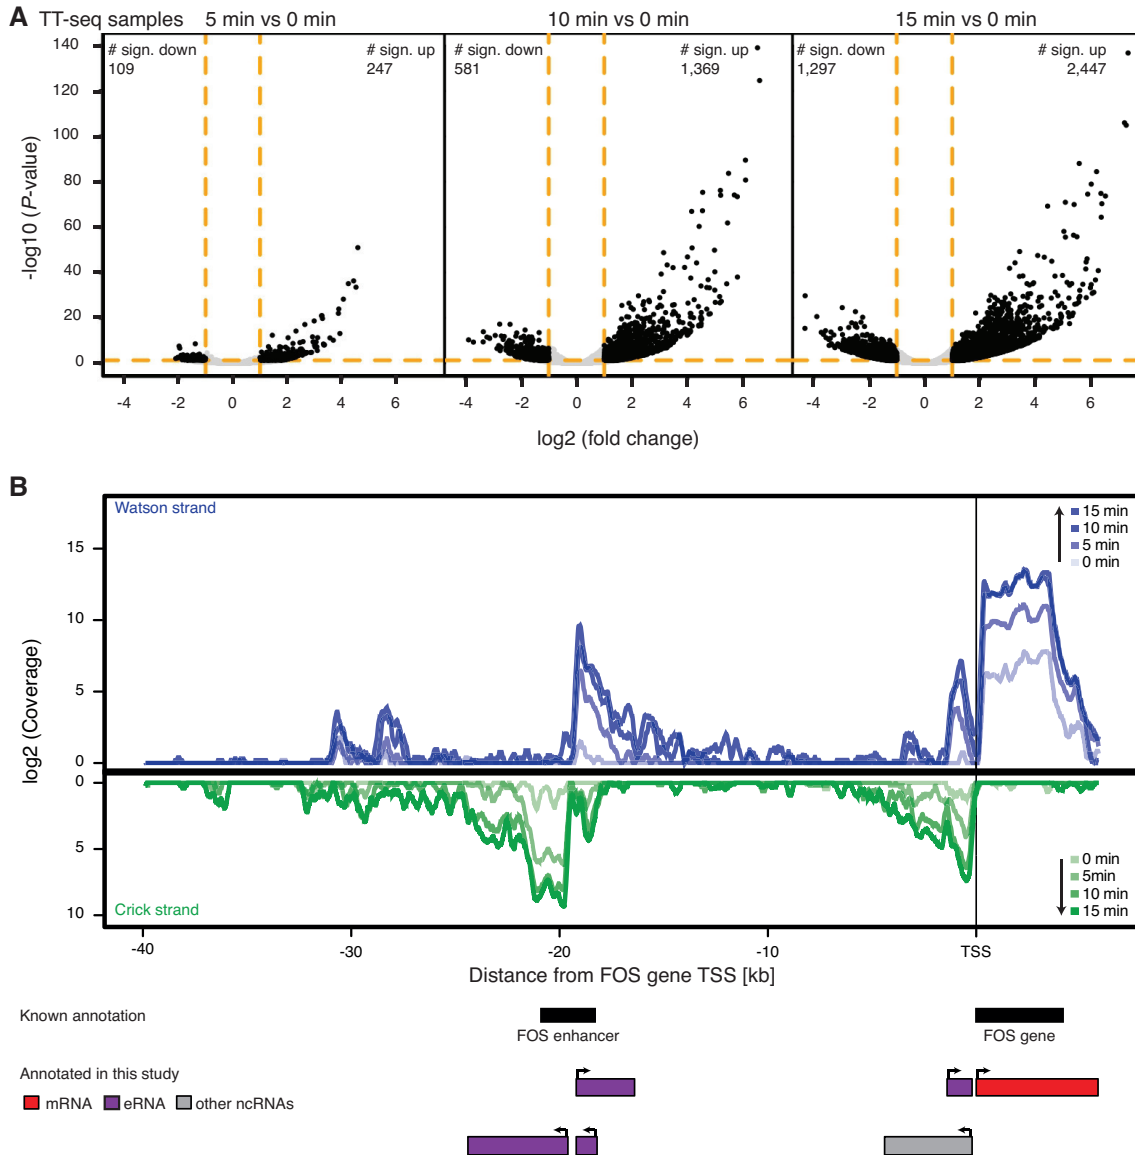 A
TT-seq samples
5 min vs 0 min
10 min vs 0 min
15 min vs 0 min
# sign. down
109
# sign. up
247
# sign. down
581
# sign. up
1,369
# sign. down
1,297
# sign. up
2,447
-log10 (P-value)
140
120
100
80
60
40
20
0
-4 -2 0 2 4 6
-4 -2 0 2 4 6
-4 -2 0 2 4 6
log2 (fold change)
B
Watson strand
15 min
10 min
5 min
0 min
log2 (Coverage)
15
10
5
0
0
5
10
0 min
5min
10 min
15 min
Crick strand
-40 -30 -20 -10 TSS
Distance from FOS gene TSS [kb]
Known annotation
FOS enhancer
FOS gene
Annotated in this study
mRNA eRNA other ncRNAs